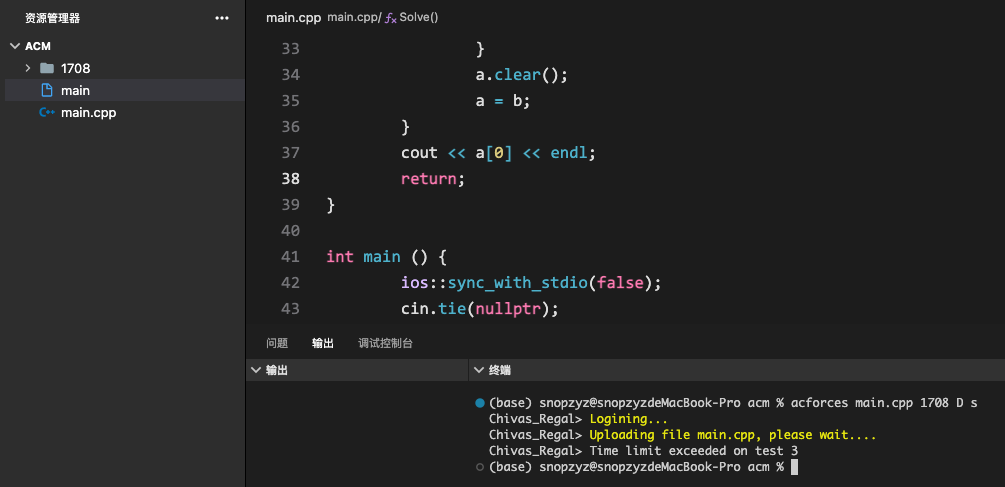 资源管理器 ···
ACM
1708
main
main.cpp
main.cpp main.cpp/ Solve()
33 }
34 a.clear();
35 a = b;
36 }
37 cout << a[0] << endl;
38 return;
39 }
40
41 int main () {
42 ios::sync_with_stdio(false);
43 cin.tie(nullptr);
问题 输出 调试控制台
输出
终端
(base) snopzyz@snopzyzdeMacBook-Pro acm % acforces main.cpp 1708 D s
Chivas_Regal> Logining...
Chivas_Regal> Uploading file main.cpp, please wait....
Chivas_Regal> Time limit exceeded on test 3
(base) snopzyz@snopzyzdeMacBook-Pro acm %